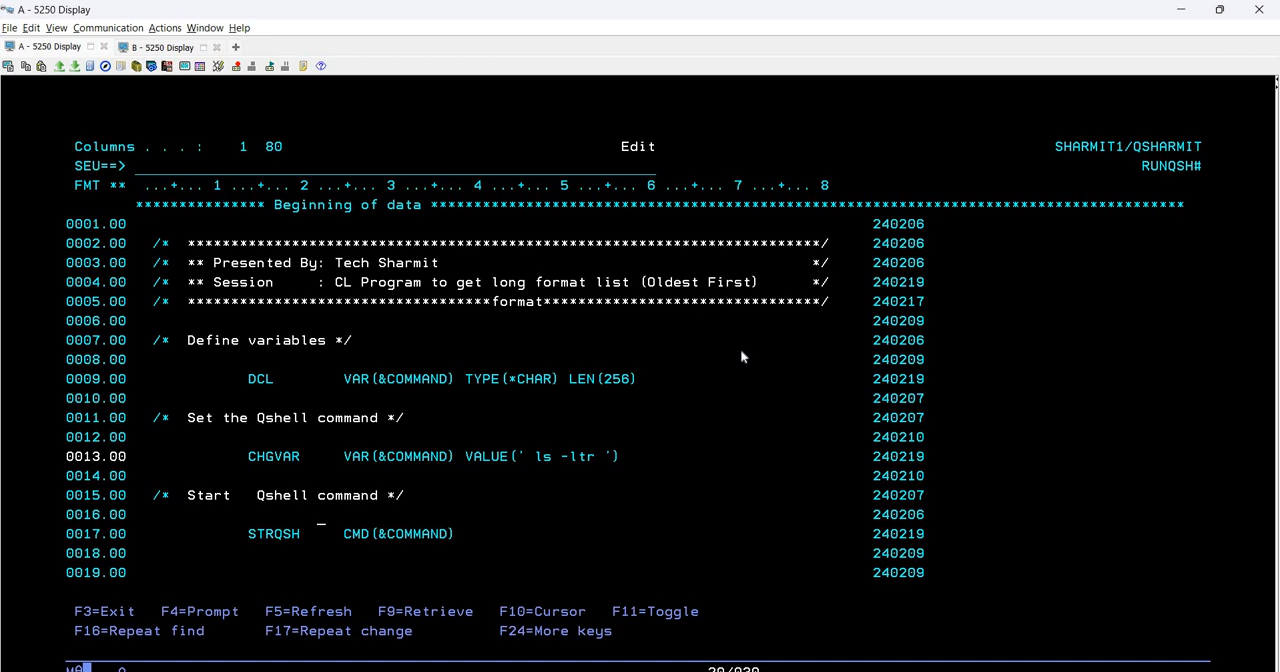 A - 5250 Display
File Edit View Communication Actions Window Help
A - 5250 Display B - 5250 Display
Columns . . . : 1 80 Edit SHARMIT1/QSHARMIT
SEU==> RUNQSH#
FMT ** ...+... 1 ...+... 2 ...+... 3 ...+... 4 ...+... 5 ...+... 6 ...+... 7 ...+... 8
*************** Beginning of data ***************************************************************************************
0001.00 240206
0002.00 /* *************************************************************************/ 240206
0003.00 /* ** Presented By: Tech Sharmit */ 240206
0004.00 /* ** Session : CL Program to get long format list (Oldest First) */ 240219
0005.00 /* ***********************************format********************************/ 240217
0006.00 240209
0007.00 /* Define variables */ 240206
0008.00 240209
0009.00 DCL VAR(&COMMAND) TYPE(*CHAR) LEN(256) 240219
0010.00 240207
0011.00 /* Set the Qshell command */ 240207
0012.00 240210
0013.00 CHGVAR VAR(&COMMAND) VALUE(' ls -ltr ') 240219
0014.00 240210
0015.00 /* Start Qshell command */ 240207
0016.00 240206
0017.00 STRQSH CMD(&COMMAND) 240219
0018.00 240209
0019.00 240209
F3=Exit F4=Prompt F5=Refresh F9=Retrieve F10=Cursor F11=Toggle
F16=Repeat find F17=Repeat change F24=More keys